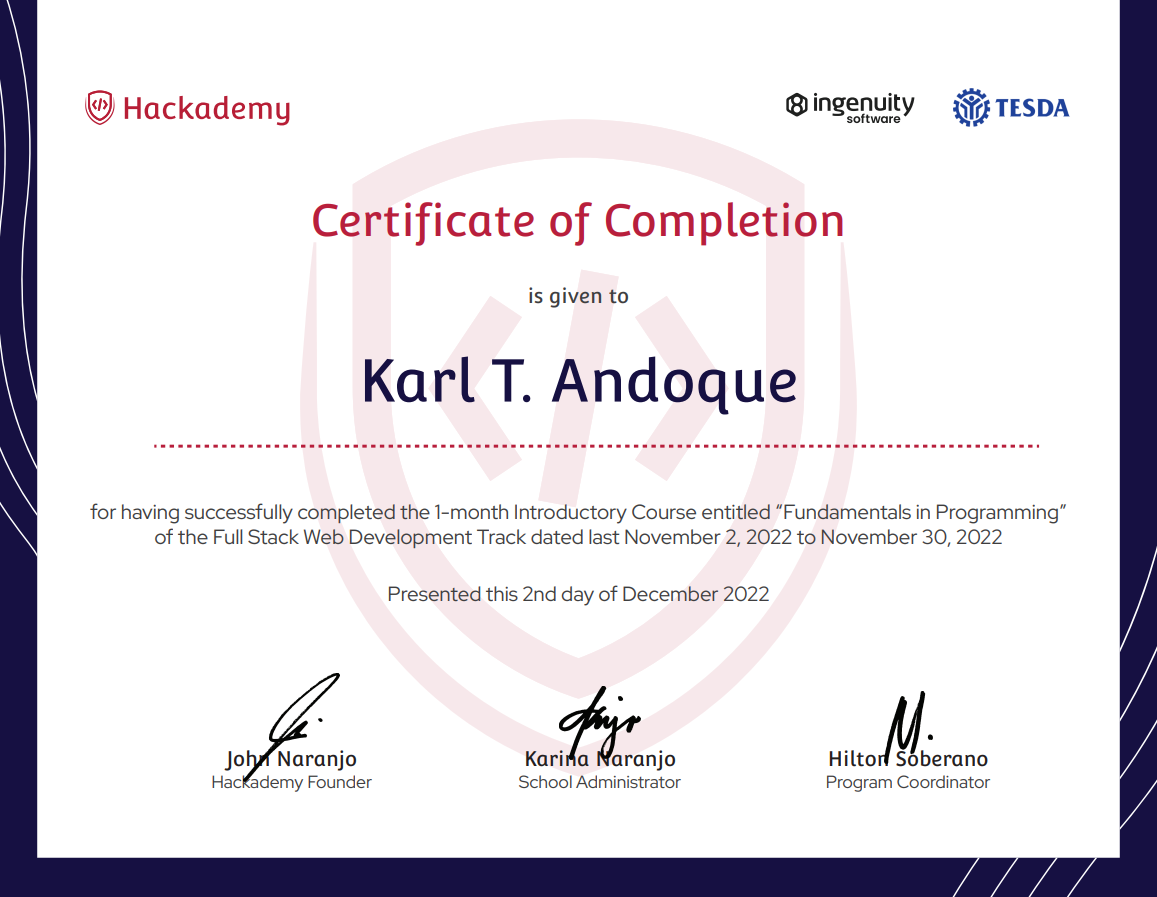 Hackademy
ingenuity
software
TESDA
Certificate of Completion
is given to
Karl T. Andoque
for having successfully completed the 1-month Introductory Course entitled “Fundamentals in Programming”
of the Full Stack Web Development Track dated last November 2, 2022 to November 30, 2022
Presented this 2nd day of December 2022
John Naranjo
Hackademy Founder
Karina Naranjo
School Administrator
Hilton Soberano
Program Coordinator